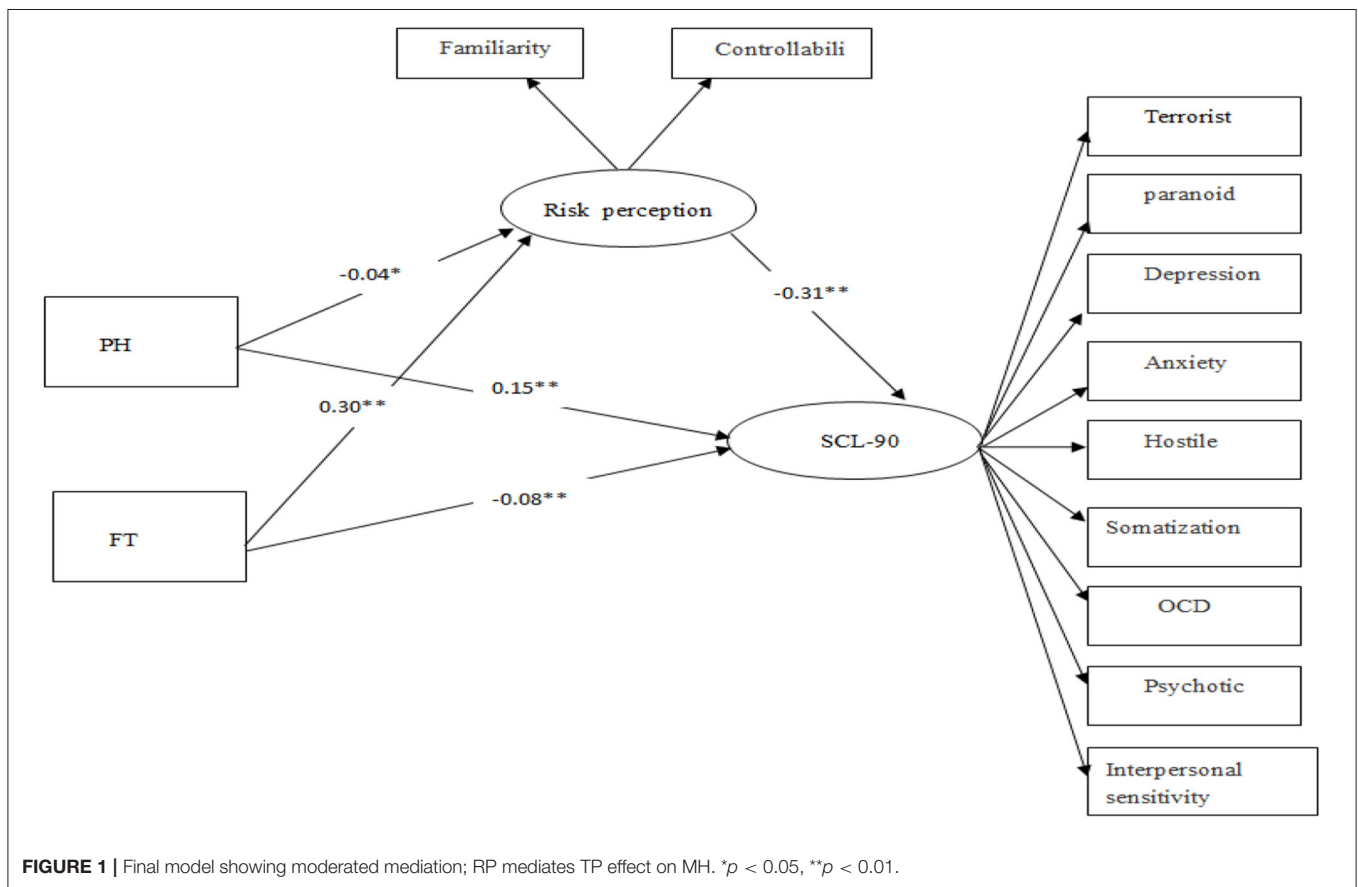 Familiarity
Controllabili
Terrorist
Risk perception
paranoid
-0.04*
-0.31**
Depression
PH
Anxiety
0.15**
0.30**
SCL-90
Hostile
-0.08**
FT
Somatization
OCD
Psychotic
Interpersonal
sensitivity
FIGURE 1 | Final model showing moderated mediation; RP mediates TP effect on MH. *p < 0.05, **p < 0.01.